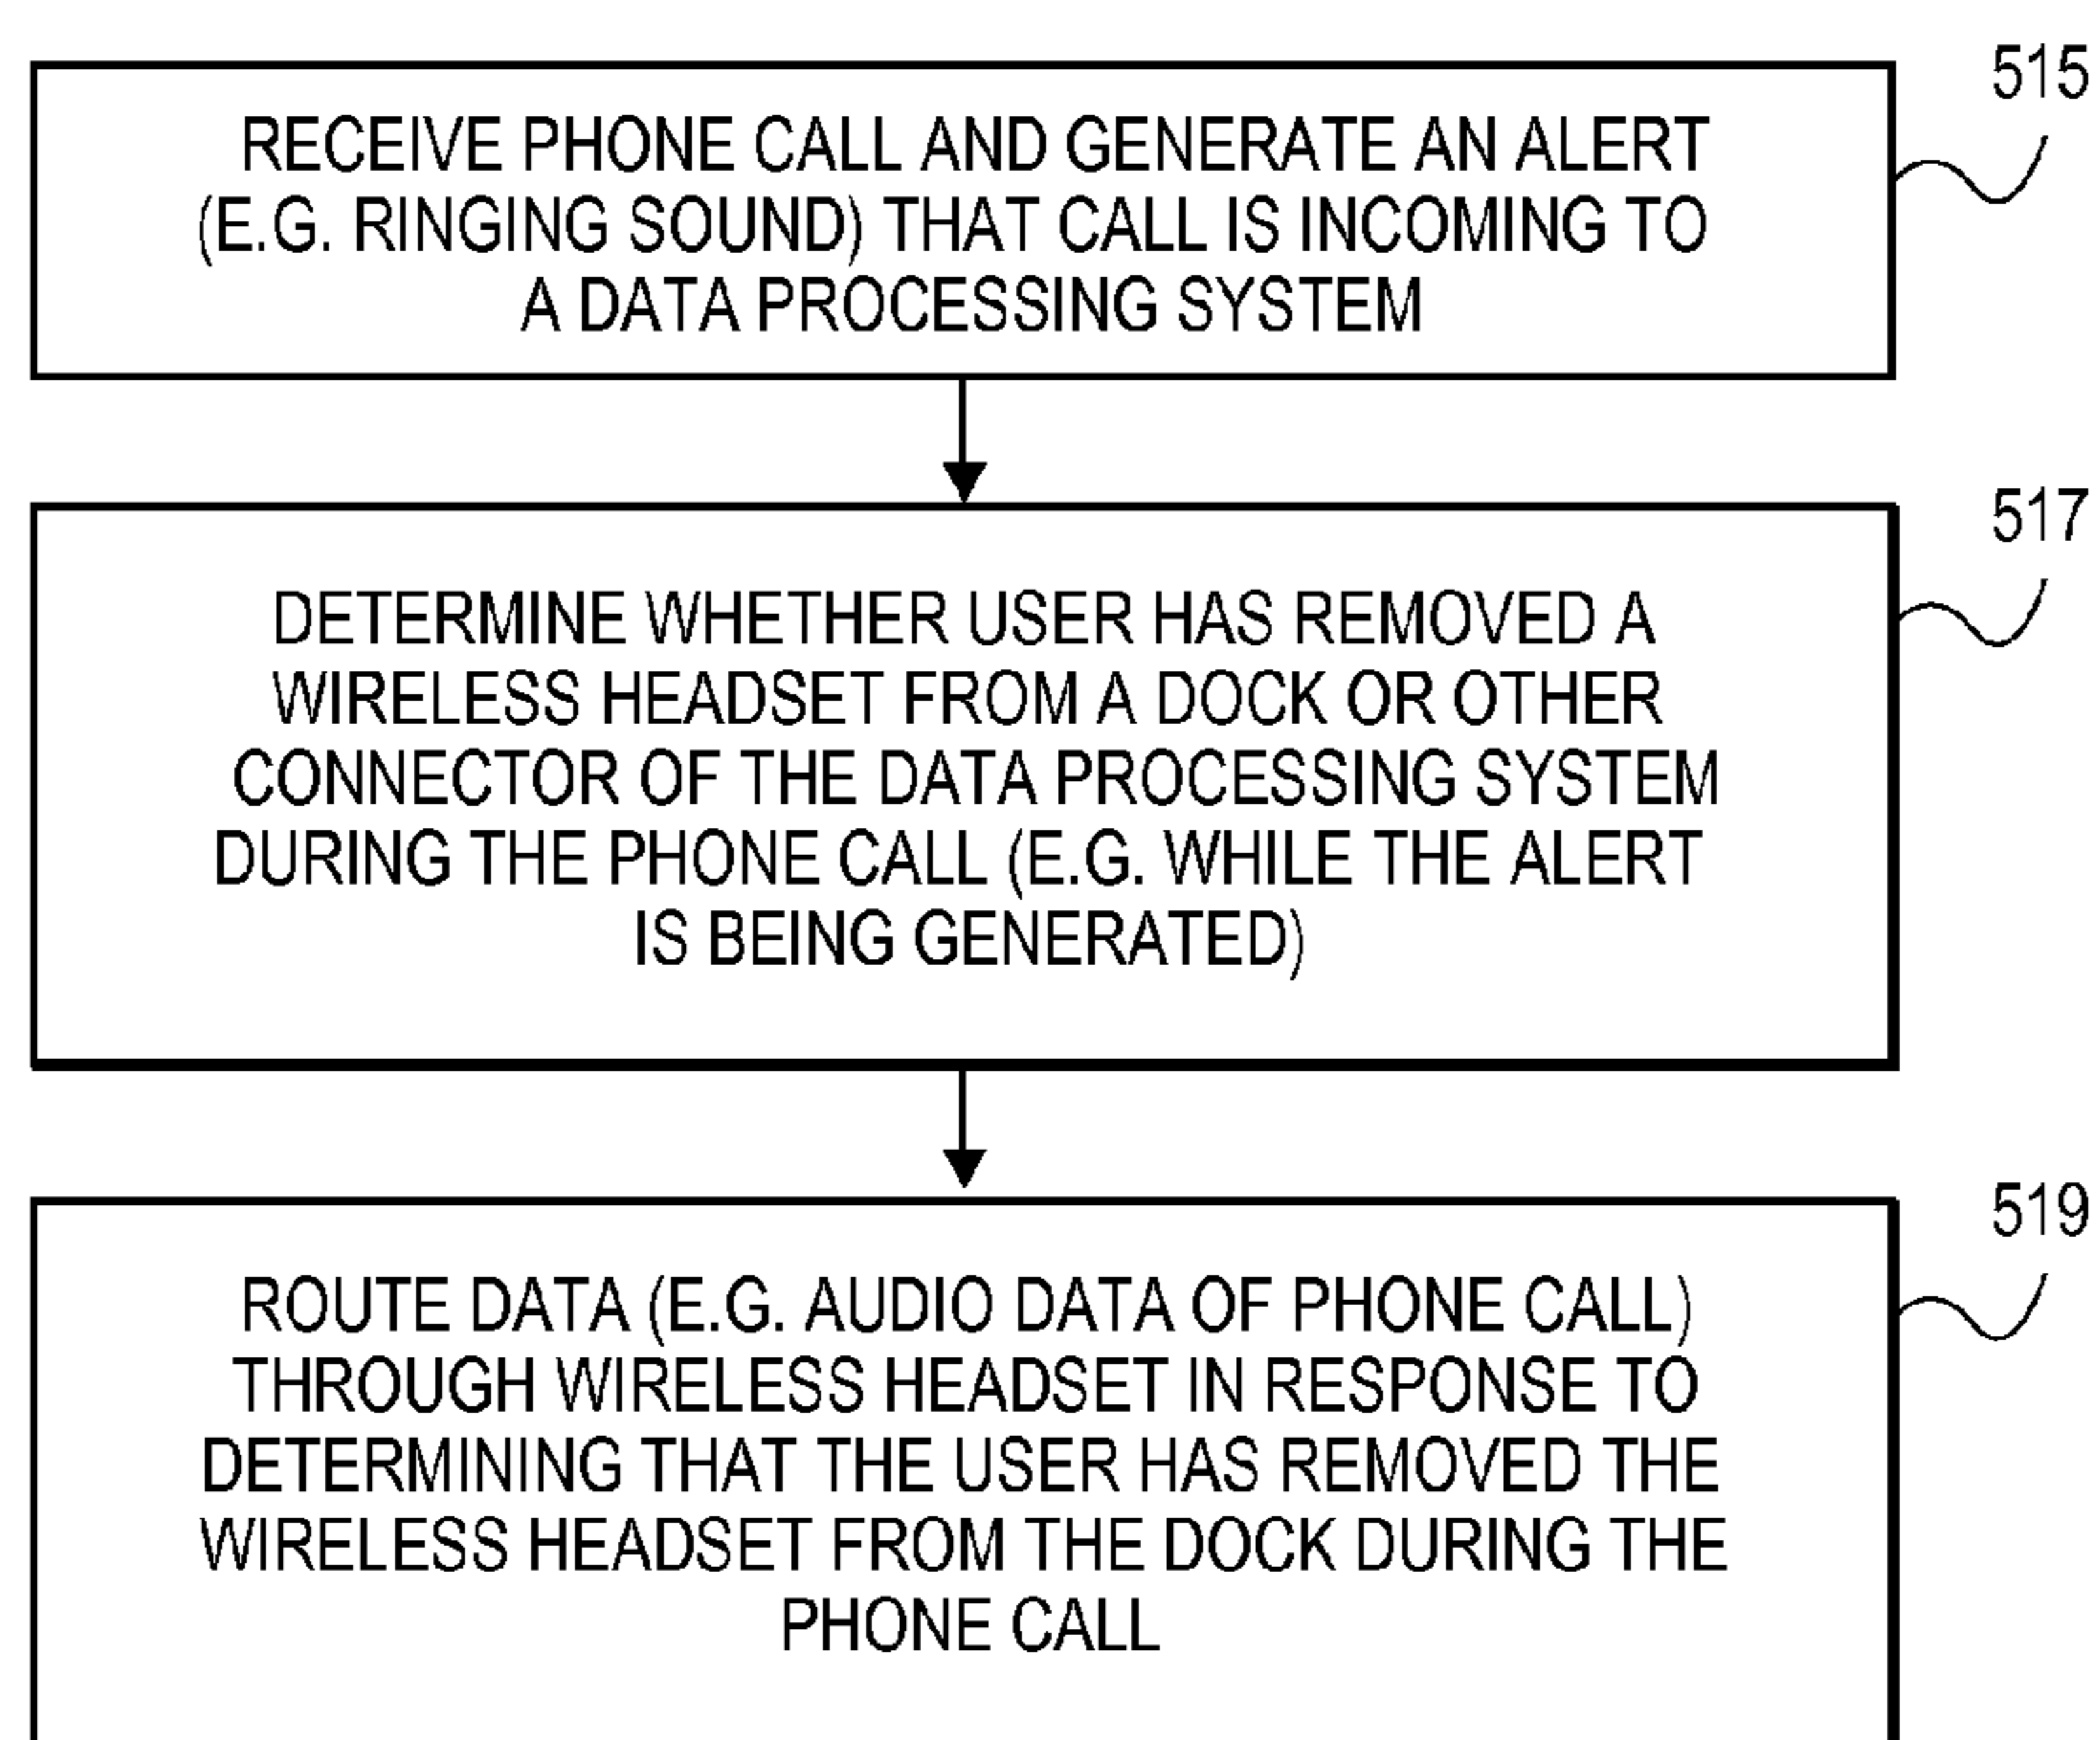 515
RECEIVE PHONE CALL AND GENERATE AN ALERT
(E.G. RINGING SOUND) THAT CALL IS INCOMING TO
A DATA PROCESSING SYSTEM
517
DETERMINE WHETHER USER HAS REMOVED A
WIRELESS HEADSET FROM A DOCK OR OTHER
CONNECTOR OF THE DATA PROCESSING SYSTEM
DURING THE PHONE CALL (E.G. WHILE THE ALERT
IS BEING GENERATED)
519
ROUTE DATA (E.G. AUDIO DATA OF PHONE CALL)
THROUGH WIRELESS HEADSET IN RESPONSE TO
DETERMINING THAT THE USER HAS REMOVED THE
WIRELESS HEADSET FROM THE DOCK DURING THE
PHONE CALL